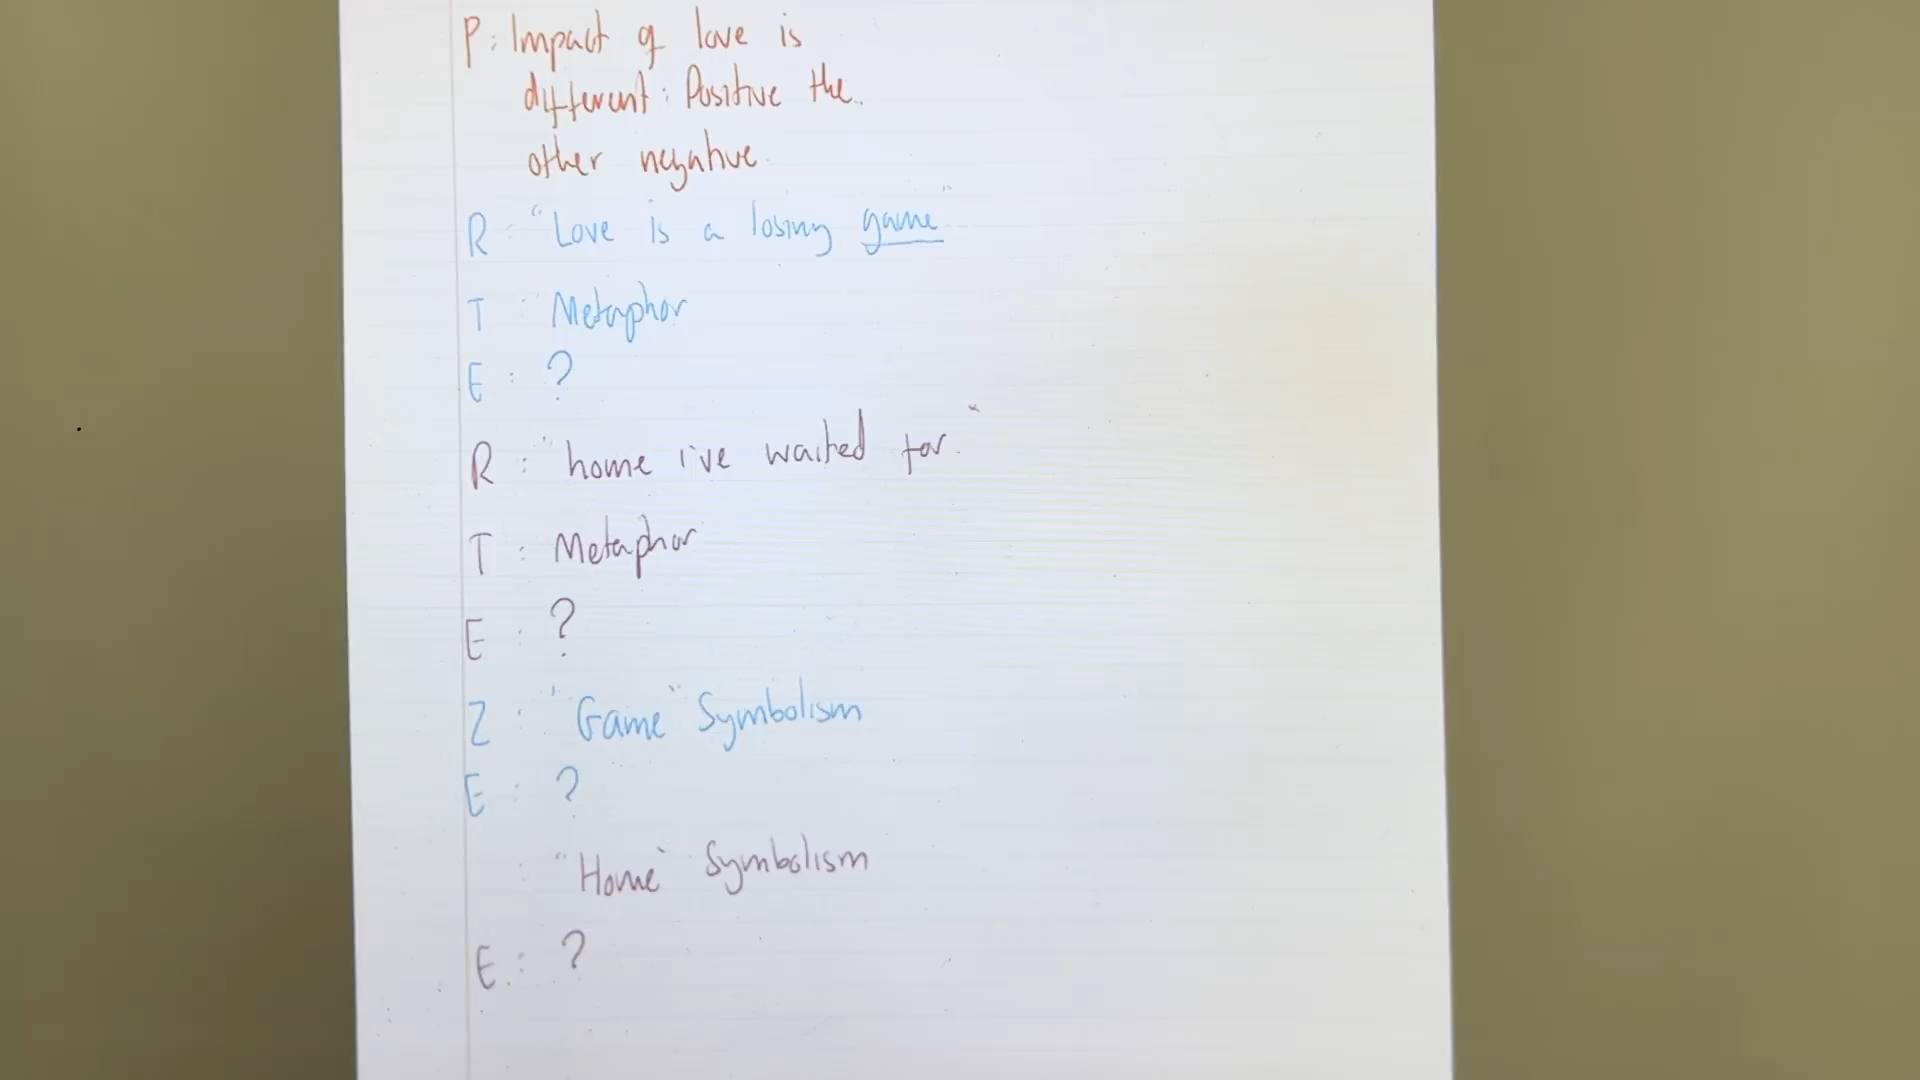 P: Impact of love is
different: Positive the
other negative
R: "Love is a losing game"
T: Metaphor
E: ?
R: "home i've waited for."
T: Metaphor
E: ?
Z: "Game" Symbolism
E: ?
: "Home" Symbolism
E: ?